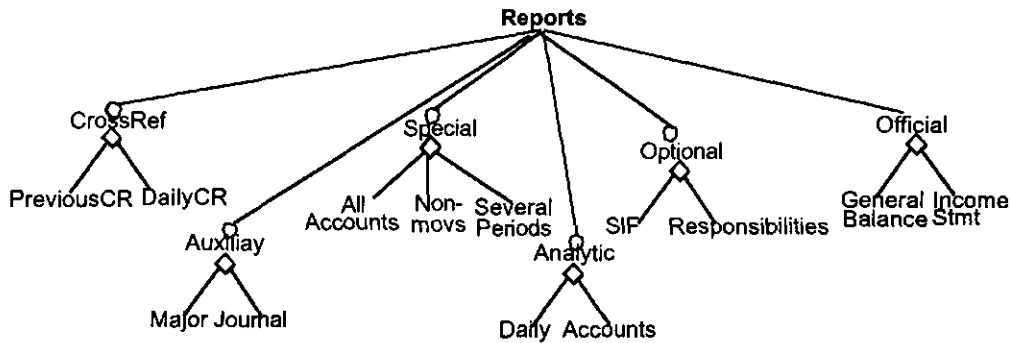 Reports
CrossRef
Special
Optional
Official
PreviousCR DailyCR
All Accounts
Non-movs
Several Periods
SIF
Responsibilities
General Balance
Income Stmt
Auxiliay
Analytic
Major Journal
Daily Accounts